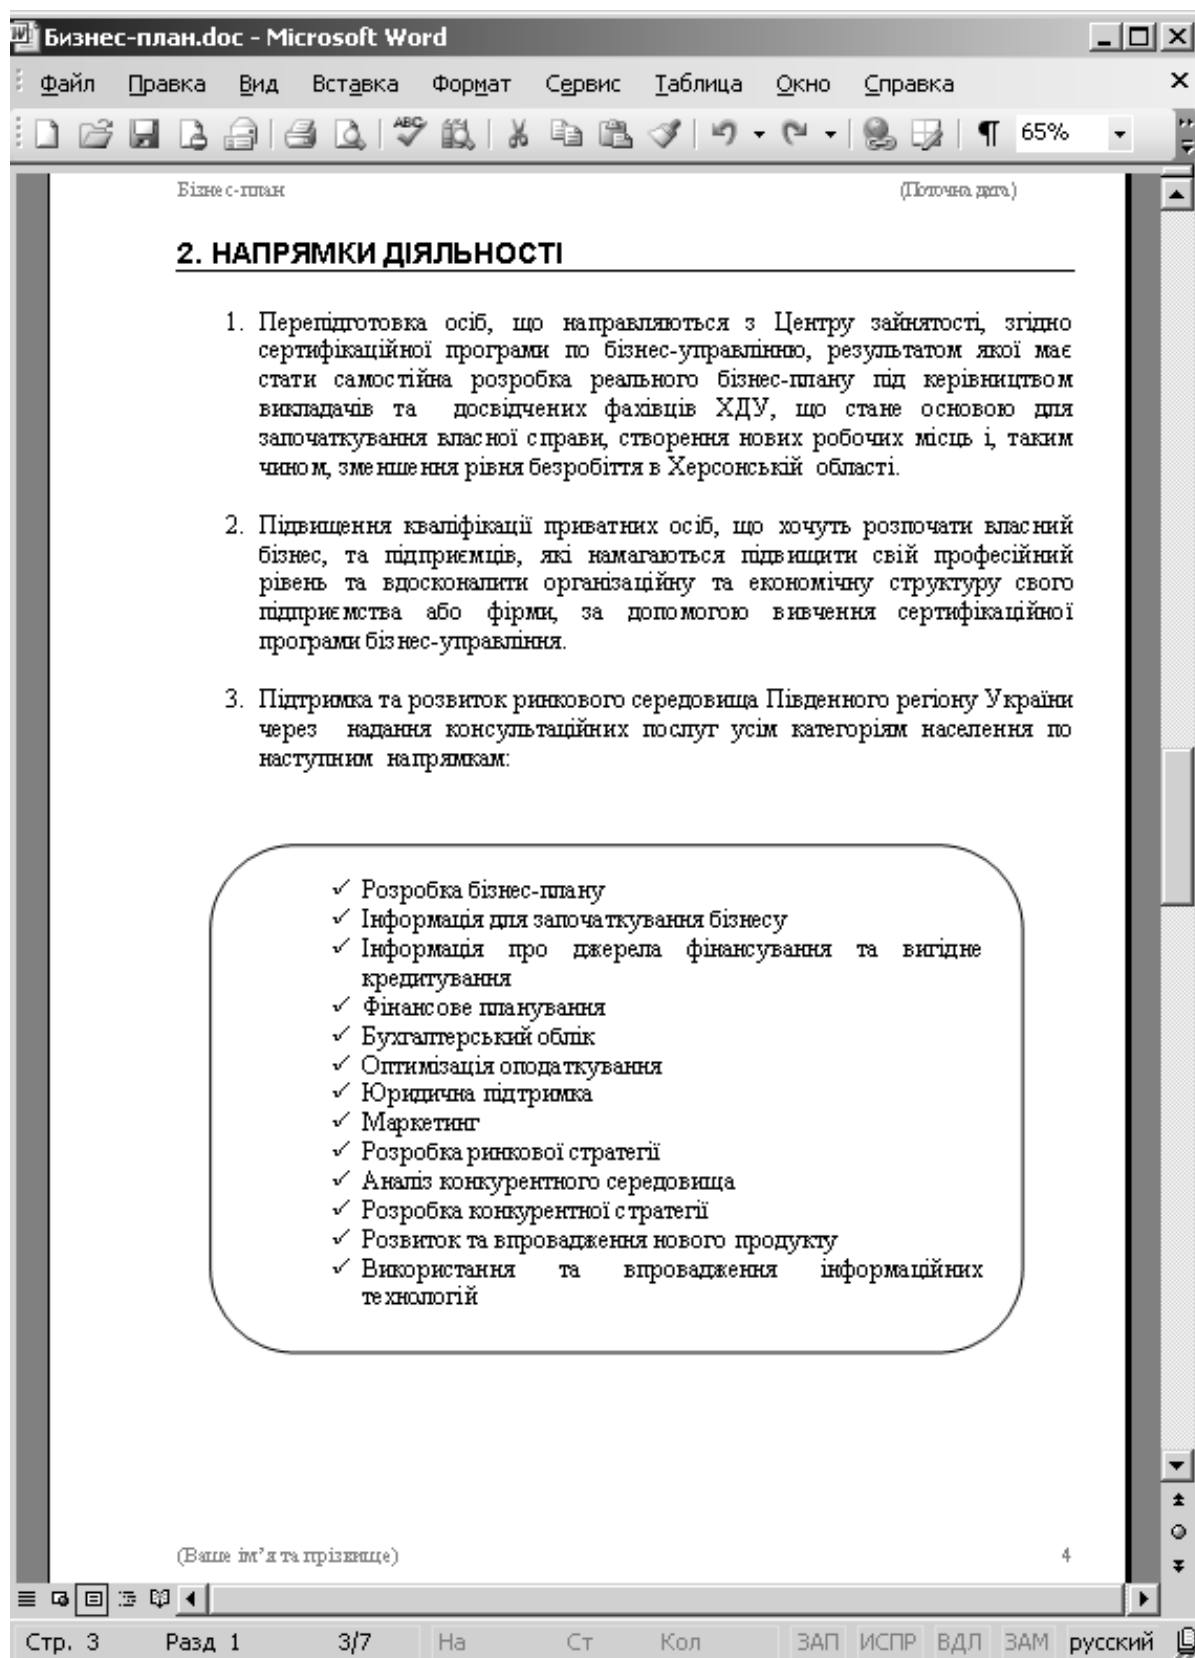 Бизнес-план.doc - Microsoft Word
Файл Правка Вид Вставка Формат Сервис Таблица Окно Справка
65%
Бізнес-план (Поточна дата)
2. НАПРЯМКИ ДІЯЛЬНОСТІ
1. Перепідготовка осіб, що направляються з Центру зайнятості, згідно
сертифікаційної програми по бізнес-управлінню, результатом якої має
стати самостійна розробка реального бізнес-плану під керівництвом
викладачів та досвідчених фахівців ХДУ, що стане основою для
започаткування власної справи, створення нових робочих місць і, таким
чином, зменшення рівня безробіття в Херсонській області.
2. Підвищення кваліфікації приватних осіб, що хочуть розпочати власний
бізнес, та підприємців, які намагаються підвищити свій професійний
рівень та вдосконалити організаційну та економічну структуру свого
підприємства або фірми, за допомогою вивчення сертифікаційної
програми бізнес-управління.
3. Підтримка та розвиток ринкового середовища Південного регіону України
через надання консультаційних послуг усім категоріям населення по
наступним напрямкам:
✓ Розробка бізнес-плану
✓ Інформація для започаткування бізнесу
✓ Інформація про джерела фінансування та вигідне
кредитування
✓ Фінансове планування
✓ Бухгалтерський облік
✓ Оптимізація оподаткування
✓ Юридична підтримка
✓ Маркетинг
✓ Розробка ринкової стратегії
✓ Аналіз конкурентного середовища
✓ Розробка конкурентної стратегії
✓ Розвиток та впровадження нового продукту
✓ Використання та впровадження інформаційних
технологій
(Ваше ім’я та прізвище) 4
Стр. 3 Разд 1 3/7 На Ст Кол ЗАП ИСПР ВДЛ ЗАМ русский